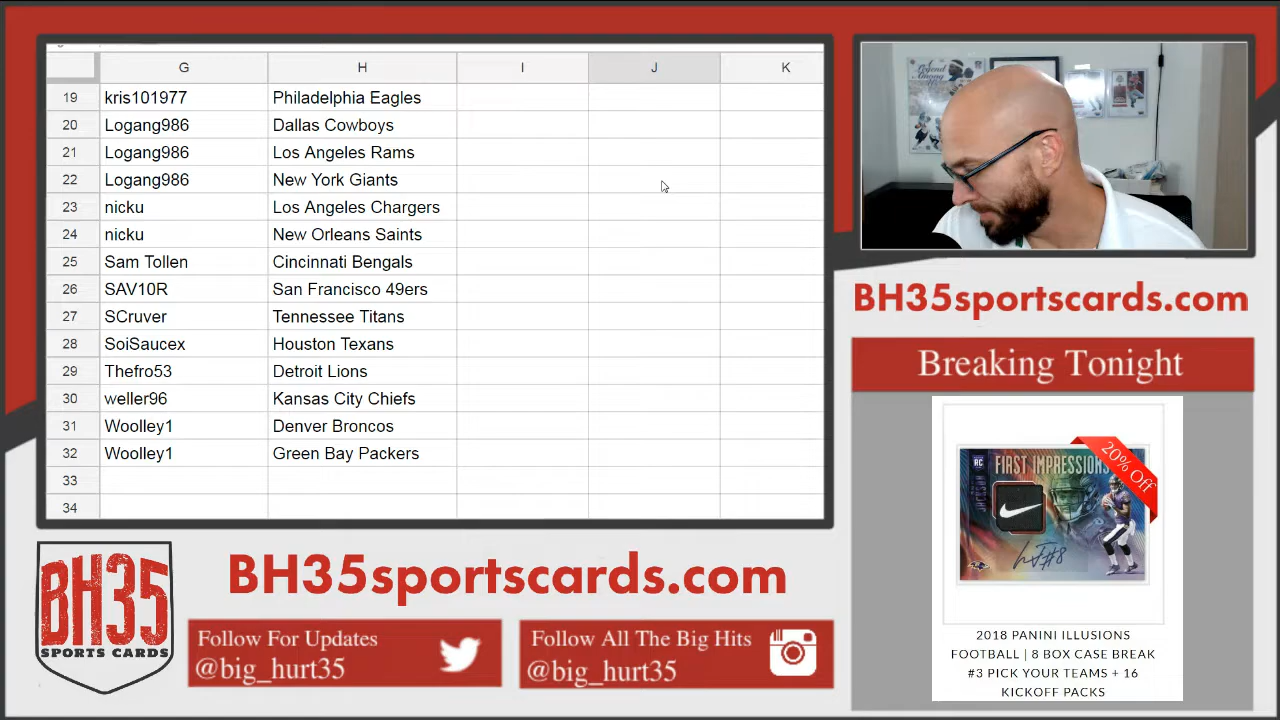 G H I J K
19 kris101977 Philadelphia Eagles
20 Logang986 Dallas Cowboys
21 Logang986 Los Angeles Rams
22 Logang986 New York Giants
23 nicku Los Angeles Chargers
24 nicku New Orleans Saints
25 Sam Tollen Cincinnati Bengals
26 SAV10R San Francisco 49ers
27 SCruver Tennessee Titans
28 SoiSaucex Houston Texans
29 Thefro53 Detroit Lions
30 weller96 Kansas City Chiefs
31 Woolley1 Denver Broncos
32 Woolley1 Green Bay Packers
33
34
BH35
SPORTS CARDS
BH35sportscards.com
Follow For Updates
@big_hurt35
Follow All The Big Hits
@big_hurt35
Legend
Among
BH35sportscards.com
Breaking Tonight
20% Off
RC
FIRST IMPRESSIONS
2018 PANINI ILLUSIONS
FOOTBALL | 8 BOX CASE BREAK
#3 PICK YOUR TEAMS + 16
KICKOFF PACKS